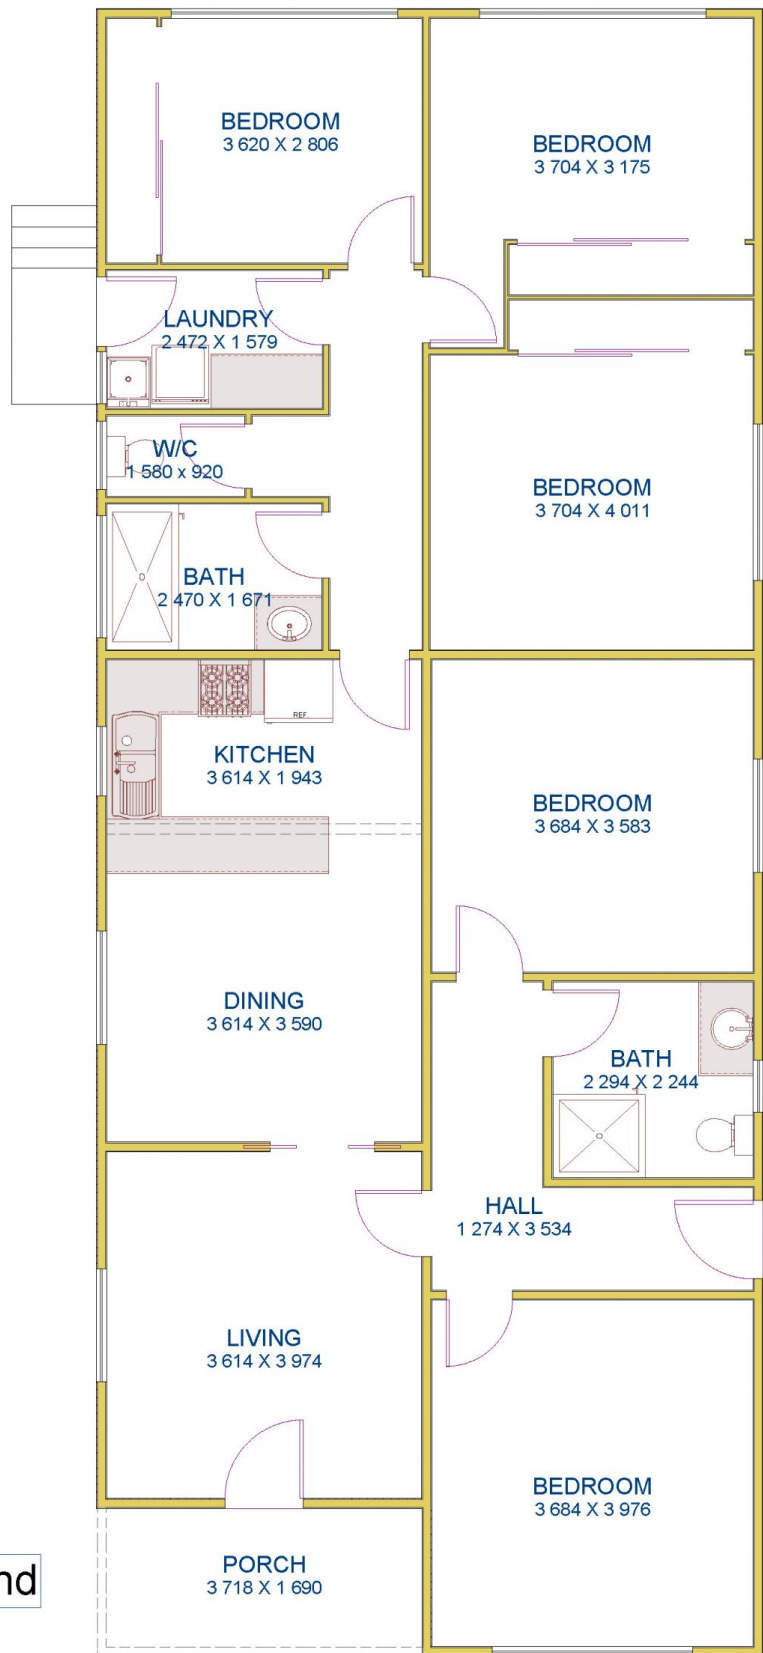 BEDROOM
3 620 X 2 806
BEDROOM
3 704 X 3 175
LAUNDRY
2 472 X 1 579
W/C
1 580 x 920
BEDROOM
3 704 X 4 011
BATH
2 470 X 1 671
REF.
KITCHEN
3 614 X 1 943
BEDROOM
3 684 X 3 583
DINING
3 614 X 3 590
BATH
2 294 X 2 244
HALL
1 274 X 3 534
LIVING
3 614 X 3 974
BEDROOM
3 684 X 3 976
PORCH
3 718 X 1 690
nd